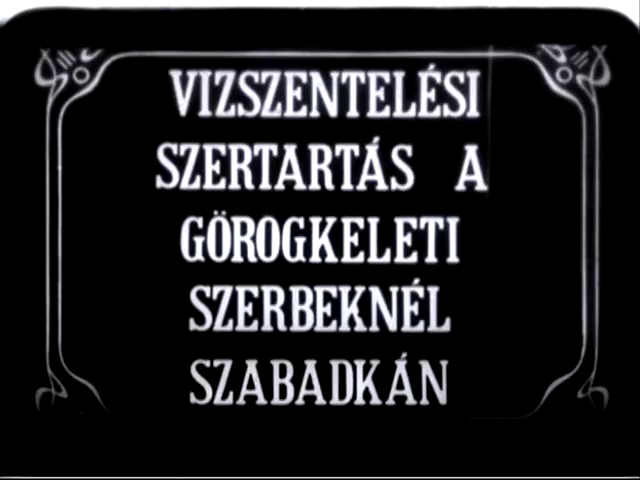 VIZSZENTELÉSI
SZERTARTÁS A
GÖROGKELETI
SZERBEKNÉL
SZABADKÁN